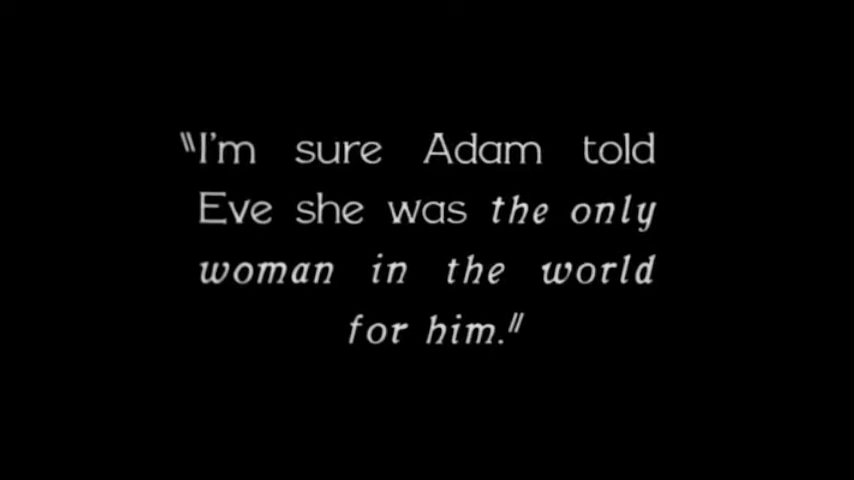 "I'm sure Adam told
Eve she was the only
woman in the world
for him."